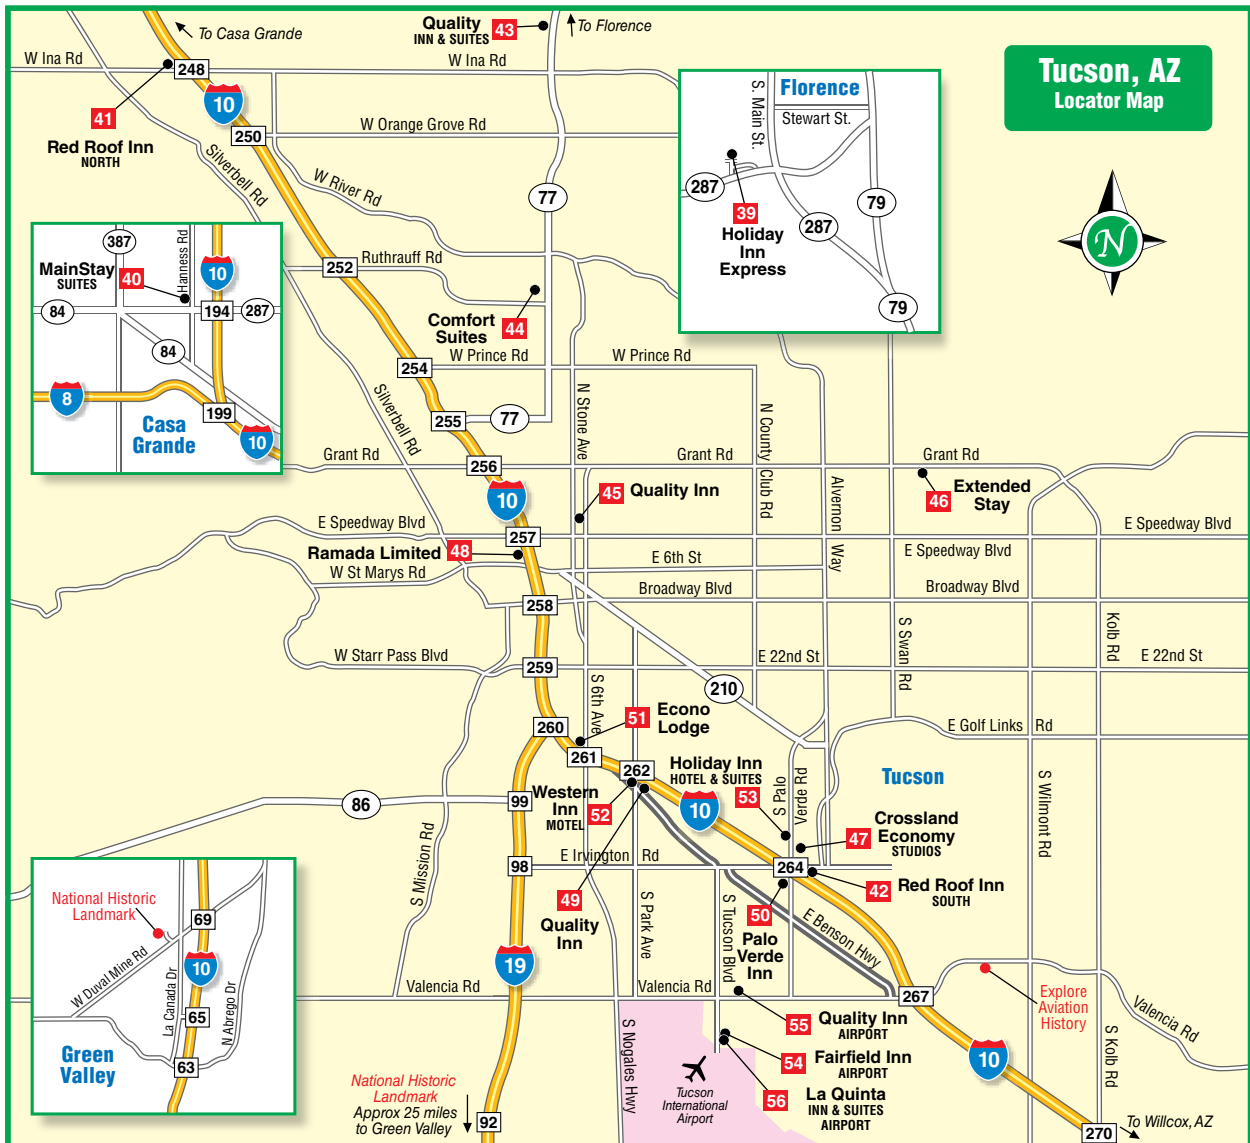 To Casa Grande
Quality
INN & SUITES
43
To Florence
W Ina Rd
248
W Ina Rd
Tucson, AZ
Locator Map
10
41
Red Roof Inn
NORTH
250
W Orange Grove Rd
Silverbell Rd
W River Rd
77
Florence
S. Main St.
Stewart St.
287
39
Holiday
Inn
Express
287
79
79
N
387
Hanness Rd
MainStay
SUITES
40
10
84
194
287
84
8
199
Casa
Grande
10
252
Ruthrauff Rd
Comfort
Suites
44
W Prince Rd
W Prince Rd
254
Silverbell Rd
255
77
N Stone Ave
N County Club Rd
Grant Rd
256
Grant Rd
Grant Rd
10
45
Quality Inn
46
Extended
Stay
Alvernon Way
E Speedway Blvd
257
E Speedway Blvd
E Speedway Blvd
Ramada Limited
48
W St Marys Rd
E 6th St
Broadway Blvd
Broadway Blvd
258
S Swan Rd
Kolb Rd
W Starr Pass Blvd
259
E 22nd St
E 22nd St
S 6th Ave
210
51
Econo
Lodge
260
261
262
E Golf Links Rd
Holiday Inn
HOTEL & SUITES
53
S Palo
Verde Rd
Tucson
86
99
Western
Inn
MOTEL
52
10
47
Crossland
Economy
STUDIOS
S Wilmont Rd
S Mission Rd
98
E Irvington Rd
264
42
Red Roof Inn
SOUTH
49
Quality
Inn
S Park Ave
S Tucson Blvd
50
Palo
Verde
Inn
E Benson Hwy
National Historic
Landmark
69
W Duval Mine Rd
10
La Canada Dr
N Abrego Dr
65
63
Green
Valley
19
Valencia Rd
Valencia Rd
267
Explore
Aviation
History
Valencia Rd
55
Quality Inn
AIRPORT
54
Fairfield Inn
AIRPORT
56
La Quinta
INN & SUITES
AIRPORT
S Nogales Hwy
Tucson
International
Airport
10
S Kolb Rd
National Historic
Landmark
Approx 25 miles
to Green Valley
92
270
To Willcox, AZ